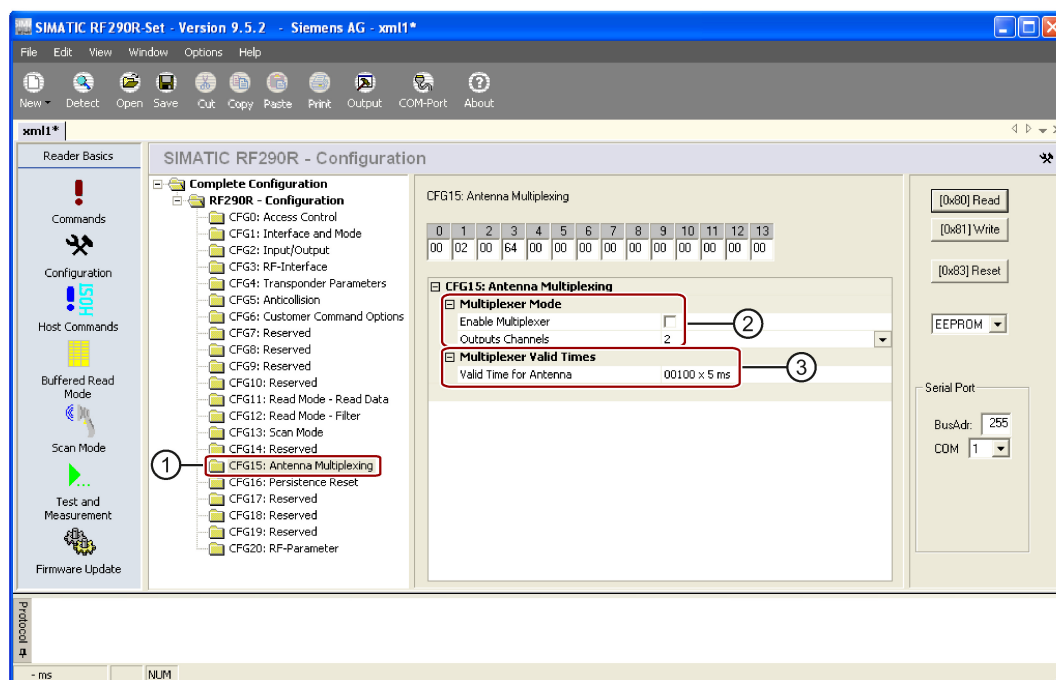 SIMATIC RF290R-Set - Version 9.5.2 - Siemens AG - xml1*
File Edit View Window Options Help
New Detect Open Save Cut Copy Paste Print Output COM-Port About
xml1*
Reader Basics
Commands
Configuration
ISO Host
Host Commands
Buffered Read
Mode
Scan Mode
Test and
Measurement
Firmware Update
SIMATIC RF290R - Configuration
Complete Configuration
RF290R - Configuration
CFG0: Access Control
CFG1: Interface and Mode
CFG2: Input/Output
CFG3: RF-Interface
CFG4: Transponder Parameters
CFG5: Anticollision
CFG6: Customer Command Options
CFG7: Reserved
CFG8: Reserved
CFG9: Reserved
CFG10: Reserved
CFG11: Read Mode - Read Data
CFG12: Read Mode - Filter
CFG13: Scan Mode
CFG14: Reserved
1
CFG15: Antenna Multiplexing
CFG16: Persistence Reset
CFG17: Reserved
CFG18: Reserved
CFG19: Reserved
CFG20: RF-Parameter
CFG15: Antenna Multiplexing
0 1 2 3 4 5 6 7 8 9 10 11 12 13
00 02 00 64 00 00 00 00 00 00 00 00 00 00
CFG15: Antenna Multiplexing
Multiplexer Mode
Enable Multiplexer
2
Outputs Channels 2
Multiplexer Valid Times
Valid Time for Antenna 00100 x 5 ms
3
[0x80] Read
[0x81] Write
[0x83] Reset
EEPROM
Serial Port
BusAdr: 255
COM 1
Protocol
- ms NUM